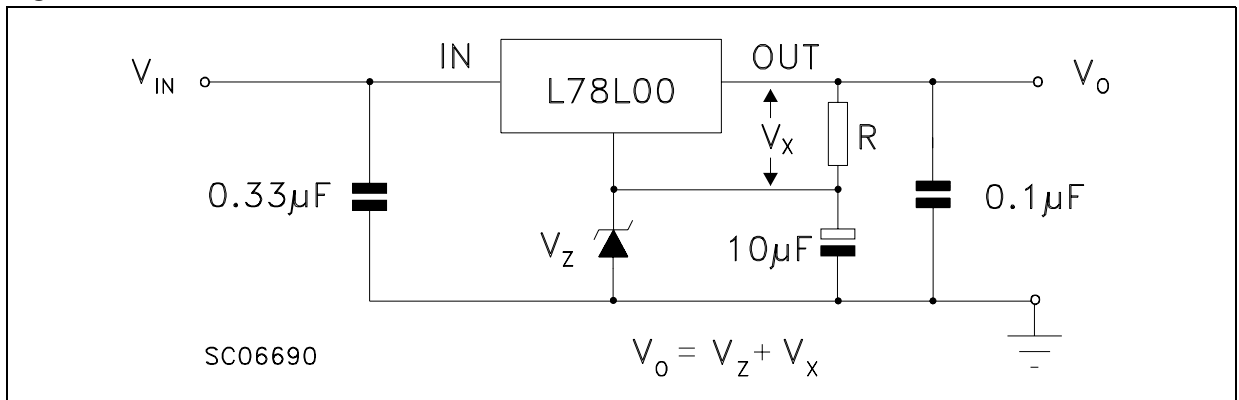 IN
OUT
V_IN
L78L00
V_O
V_X
R
0.33µF
0.1µF
V_Z
10µF
SC06690
V_O = V_Z + V_X